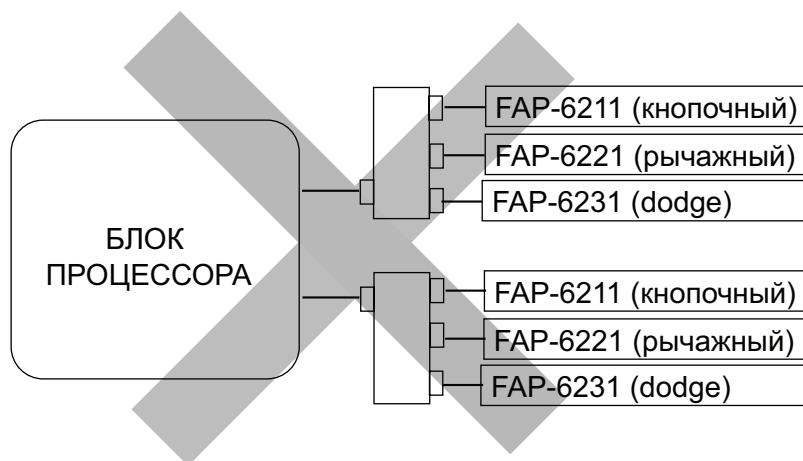 FAP-6211 (кнопочный)
FAP-6221 (рычажный)
FAP-6231 (dodge)
БЛОК
ПРОЦЕССОРА
FAP-6211 (кнопочный)
FAP-6221 (рычажный)
FAP-6231 (dodge)